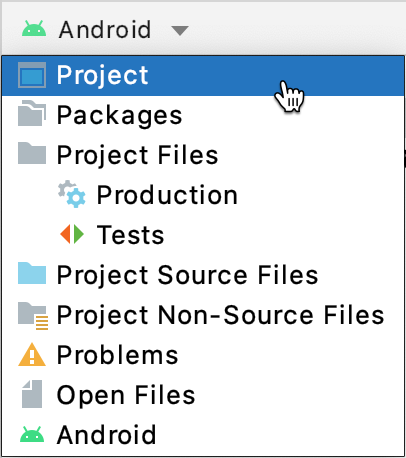 Android
Project
Packages
Project Files
Production
Tests
Project Source Files
Project Non-Source Files
Problems
Open Files
Android